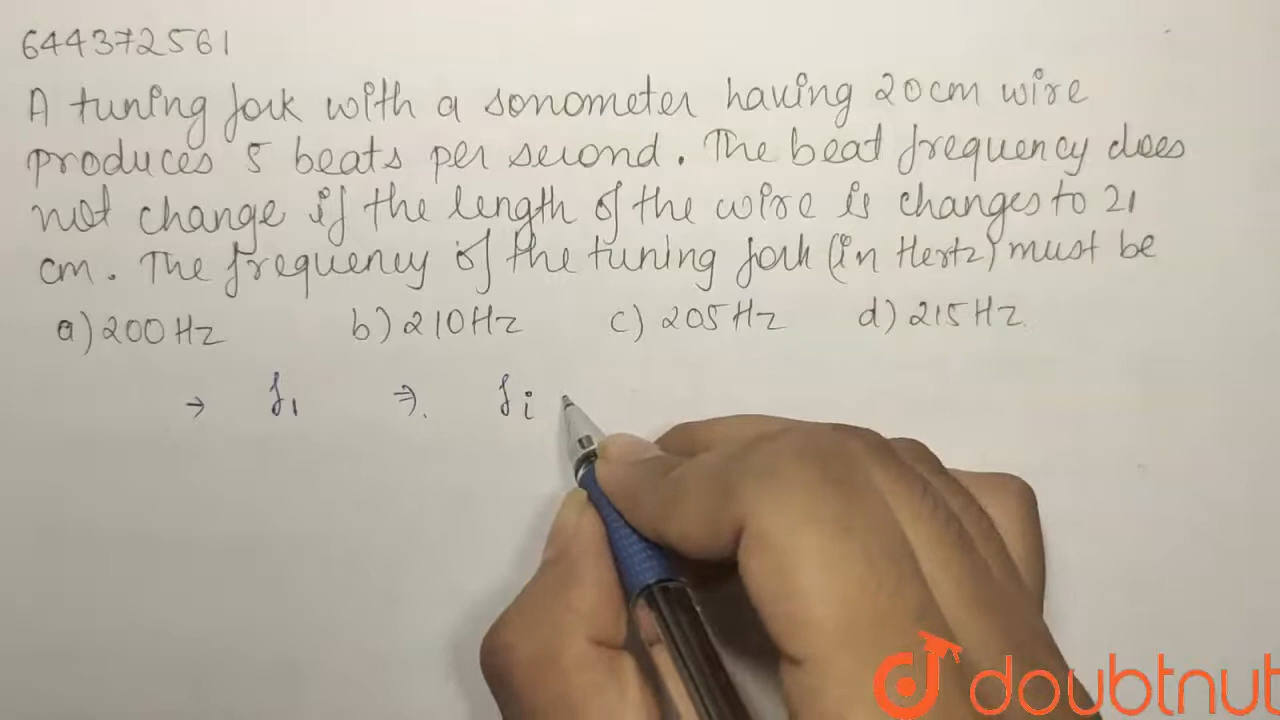 644372561
A tuning fork with a sonometer having 20cm wire
produces 5 beats per second. The beat frequency does
not change if the length of the wire is changes to 21
cm. The frequency of the tuning fork (in Hertz) must be
a) 200 Hz b) 210 Hz c) 205 Hz d) 215 Hz.
→ f1 ⇒. fi
doubtnut